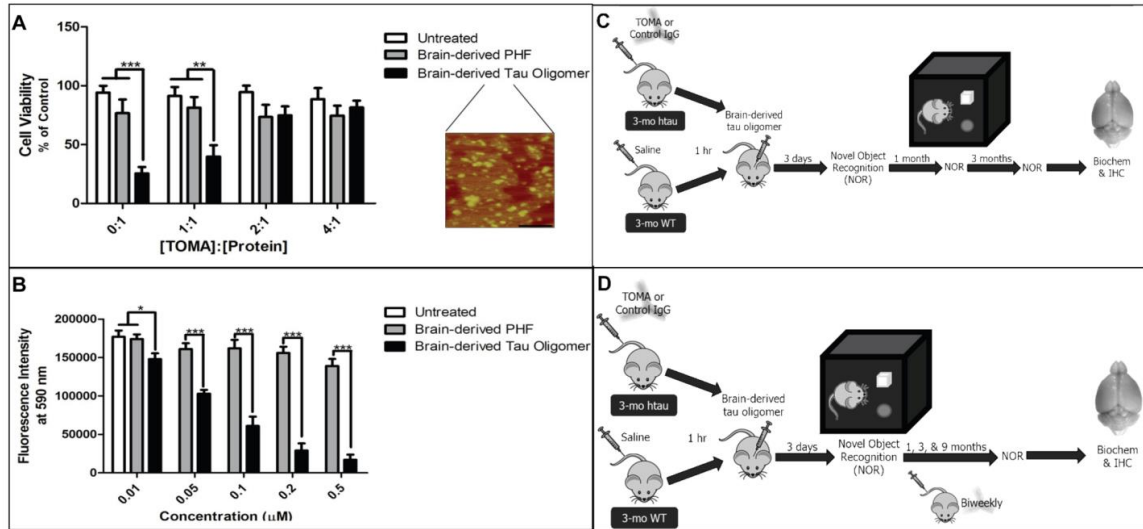 A
Cell Viability
% of Control
150
100
50
0
***
**
Untreated
Brain-derived PHF
Brain-derived Tau Oligomer
0:1
1:1
2:1
4:1
[TOMA]:[Protein]
B
Fluorescence Intensity
at 590 nm
200000
150000
100000
50000
0
*
***
***
***
***
Untreated
Brain-derived PHF
Brain-derived Tau Oligomer
0.01
0.05
0.1
0.2
0.5
Concentration (μM)
C
TOMA or
Control IgG
3-mo htau
Saline
3-mo WT
1 hr
Brain-derived
tau oligomer
3 days
Novel Object
Recognition
(NOR)
1 month
NOR
3 months
NOR
Biochem
& IHC
D
TOMA or
Control IgG
3-mo htau
Saline
3-mo WT
1 hr
Brain-derived
tau oligomer
3 days
Novel Object
Recognition
(NOR)
1, 3, & 9 months
Biweekly
NOR
Biochem
& IHC